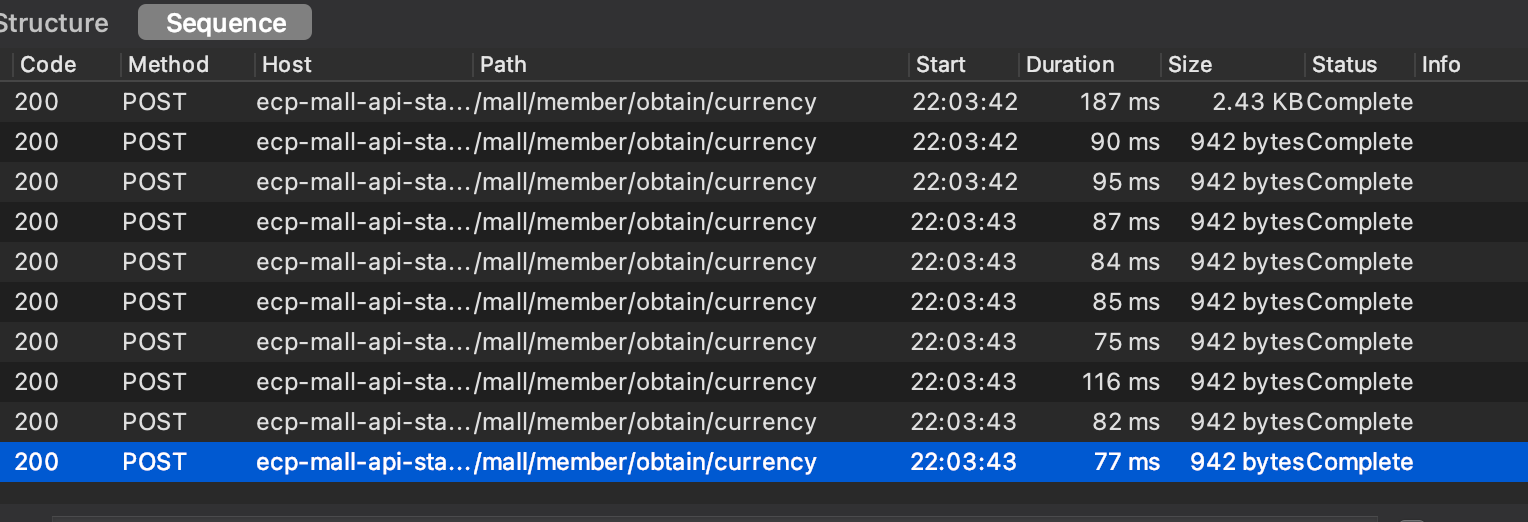 Structure Sequence
Code Method Host Path Start Duration Size Status Info
200 POST ecp-mall-api-sta... /mall/member/obtain/currency 22:03:42 187 ms 2.43 KB Complete
200 POST ecp-mall-api-sta... /mall/member/obtain/currency 22:03:42 90 ms 942 bytes Complete
200 POST ecp-mall-api-sta... /mall/member/obtain/currency 22:03:42 95 ms 942 bytes Complete
200 POST ecp-mall-api-sta... /mall/member/obtain/currency 22:03:43 87 ms 942 bytes Complete
200 POST ecp-mall-api-sta... /mall/member/obtain/currency 22:03:43 84 ms 942 bytes Complete
200 POST ecp-mall-api-sta... /mall/member/obtain/currency 22:03:43 85 ms 942 bytes Complete
200 POST ecp-mall-api-sta... /mall/member/obtain/currency 22:03:43 75 ms 942 bytes Complete
200 POST ecp-mall-api-sta... /mall/member/obtain/currency 22:03:43 116 ms 942 bytes Complete
200 POST ecp-mall-api-sta... /mall/member/obtain/currency 22:03:43 82 ms 942 bytes Complete
200 POST ecp-mall-api-sta... /mall/member/obtain/currency 22:03:43 77 ms 942 bytes Complete